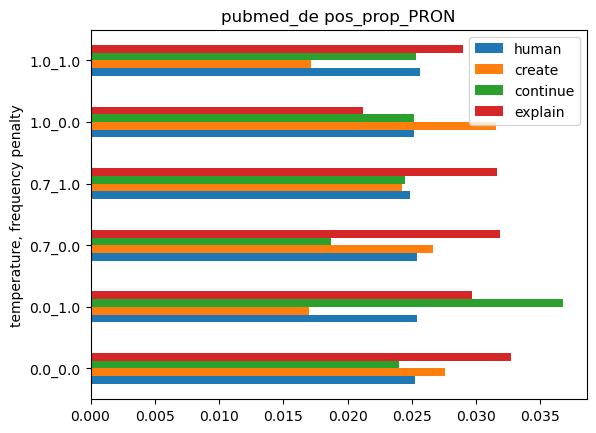 pubmed_de pos_prop_PRON
human
create
continue
explain
temperature, frequency penalty
1.0_1.0
1.0_0.0
0.7_1.0
0.7_0.0
0.0_1.0
0.0_0.0
0.000 0.005 0.010 0.015 0.020 0.025 0.030 0.035